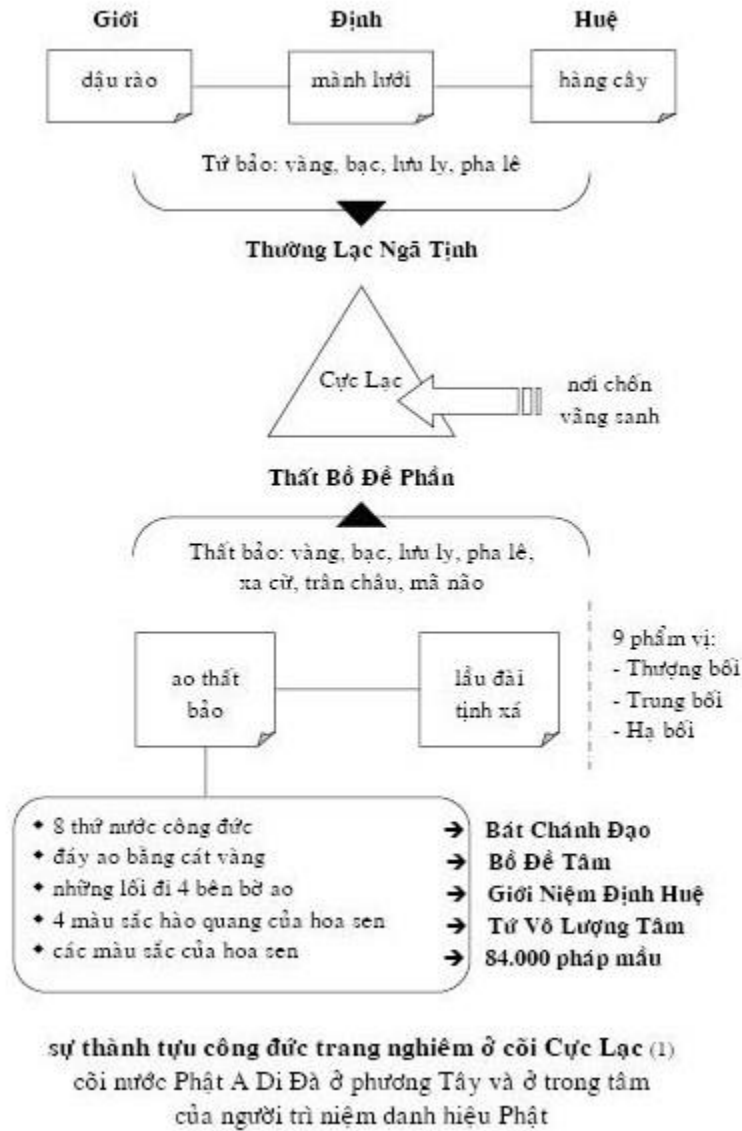 Giới Định Huệ
dậu rào mành lưới hàng cây
Tứ bảo: vàng, bạc, lưu ly, pha lê
Thường Lạc Ngã Tịnh
Cực Lạc
nơi chốn
vãng sanh
Thất Bồ Đề Phần
Thất bảo: vàng, bạc, lưu ly, pha lê,
xa cừ, trân châu, mã não
ao thất
bảo
lầu đài
tịnh xá
9 phẩm vị:
- Thượng bối
- Trung bối
- Hạ bối
◆ 8 thứ nước công đức → Bát Chánh Đạo
◆ đáy ao bằng cát vàng → Bồ Đề Tâm
◆ những lối đi 4 bên bờ ao → Giới Niệm Định Huệ
◆ 4 màu sắc hào quang của hoa sen → Tứ Vô Lượng Tâm
◆ các màu sắc của hoa sen → 84.000 pháp mầu
sự thành tựu công đức trang nghiêm ở cõi Cực Lạc (1)
cõi nước Phật A Di Đà ở phương Tây và ở trong tâm
của người trì niệm danh hiệu Phật